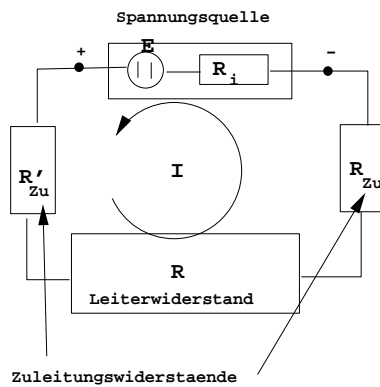 Spannungsquelle
+ E R i -
R' Zu I R Zu
R
Leiterwiderstand
Zuleitungswiderstaende